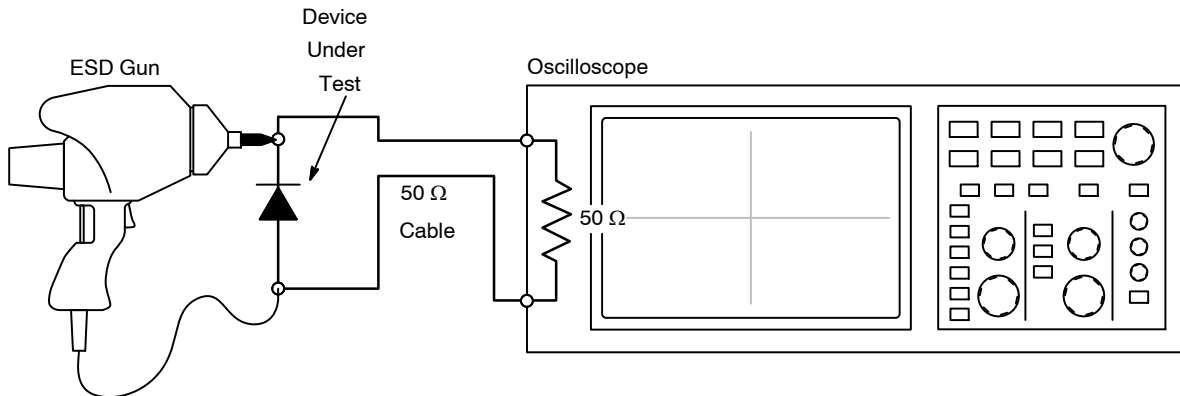 Device
Under
Test
ESD Gun
Oscilloscope
50 Ω
Cable
50 Ω